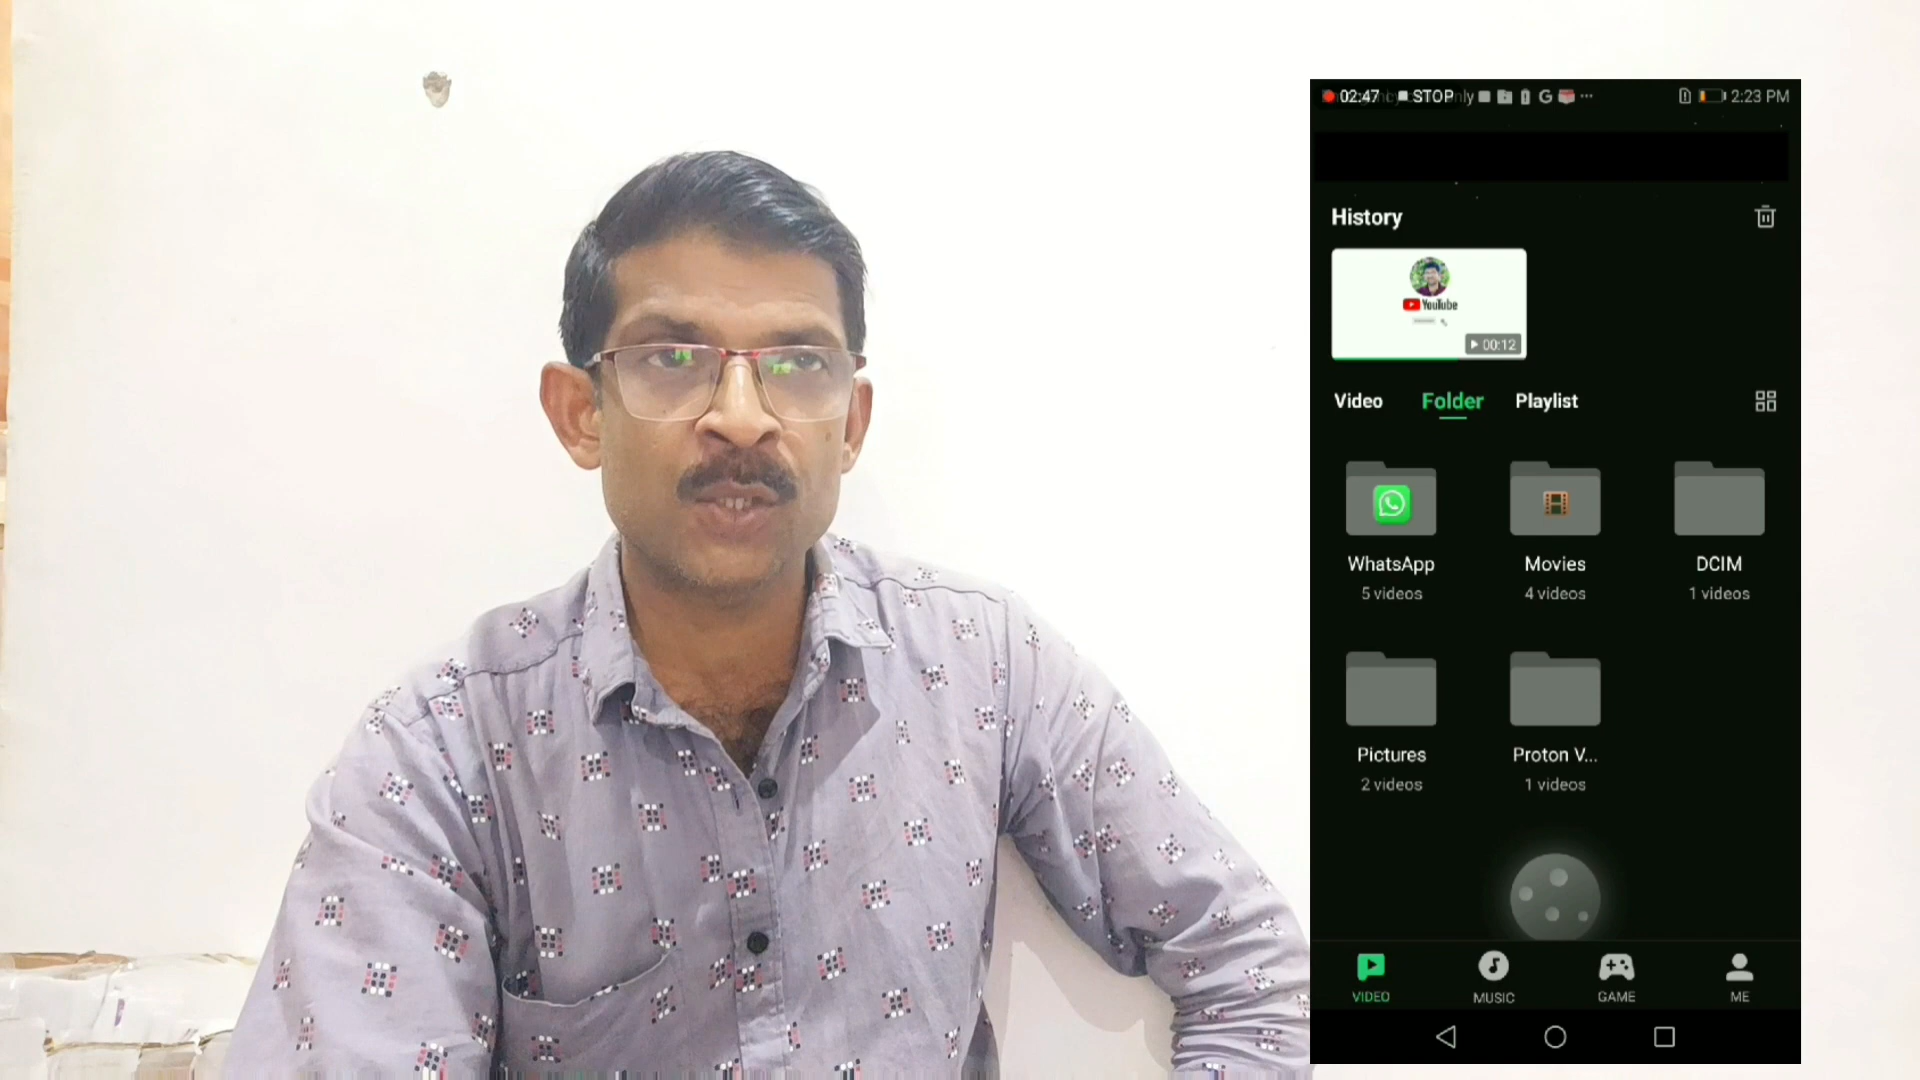 02:47 STOP 2:23 PM
History
YouTube
00:12
Video Folder Playlist
WhatsApp Movies DCIM
5 videos 4 videos 1 videos
Pictures Proton V...
2 videos 1 videos
VIDEO MUSIC GAME ME